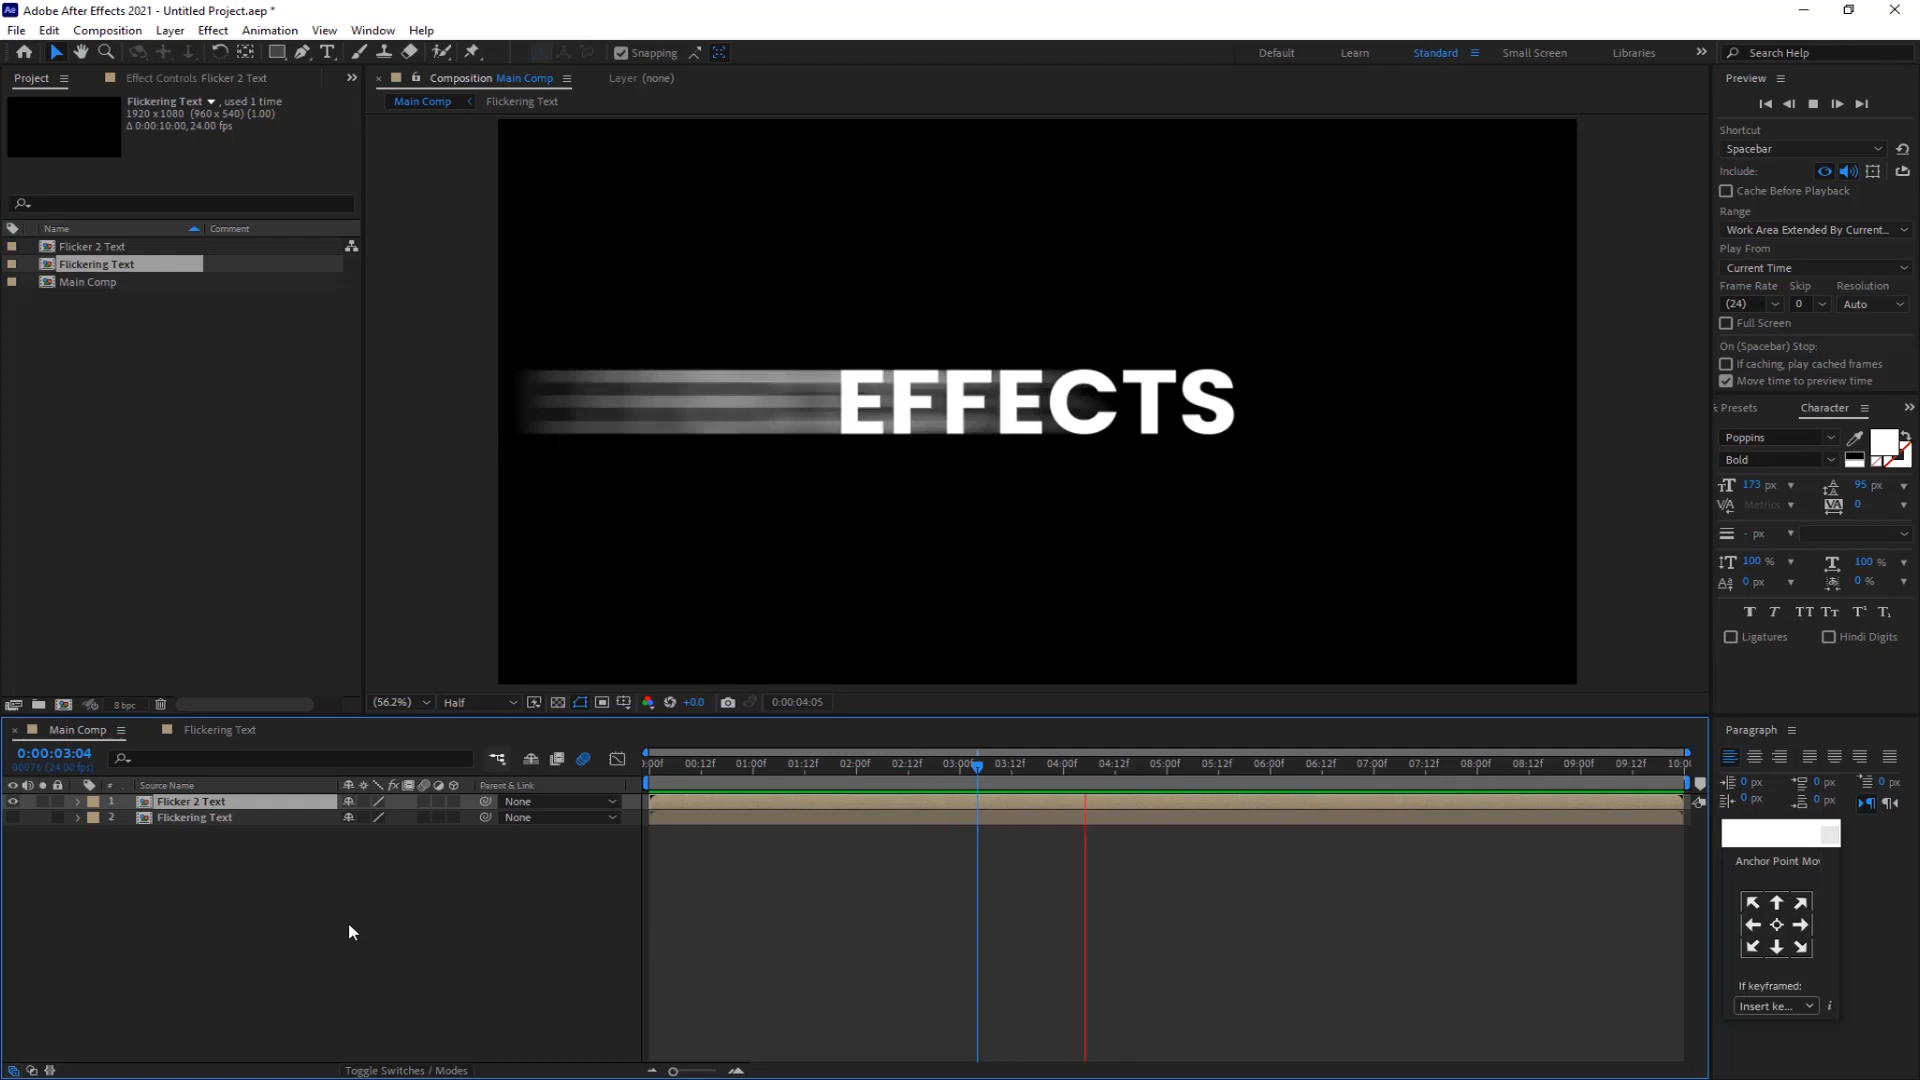 Ae Adobe After Effects 2021 - Untitled Project.aep *
File Edit Composition Layer Effect Animation View Window Help
Snapping Default Learn Standard Small Screen Libraries Search Help
Project Effect Controls Flicker 2 Text Composition Main Comp Layer (none) Preview
Flickering Text , used 1 time
1920 x 1080 (960 x 540) (1.00)
Δ 0:00:10:00, 24.00 fps
Main Comp Flickering Text
Name Comment
Flicker 2 Text
Flickering Text
Main Comp
EFFECTS
8 bpc
(56.2%) Half +0.0 0:00:04:05
Shortcut
Spacebar
Include:
Cache Before Playback
Range
Work Area Extended By Current...
Play From
Current Time
Frame Rate Skip Resolution
(24) 0 Auto
Full Screen
On (Spacebar) Stop:
If caching, play cached frames
Move time to preview time
Presets Character
Poppins
Bold
173 px 95 px
Metrics 0
- px
100 % 100 %
0 px 0 %
T T TT Tт T¹ T₁
Ligatures Hindi Digits
Main Comp Flickering Text
0:00:03:04
00076 (24.00 fps)
:00f 00:12f 01:00f 01:12f 02:00f 02:12f 03:00f 03:12f 04:00f 04:12f 05:00f 05:12f 06:00f 06:12f 07:00f 07:12f 08:00f 08:12f 09:00f 09:12f 10:0
# Source Name fx Parent & Link
1 Flicker 2 Text None
2 Flickering Text None
Toggle Switches / Modes
Paragraph
0 px 0 px 0 px
0 px 0 px
Anchor Point Mo
If keyframed:
Insert ke... i